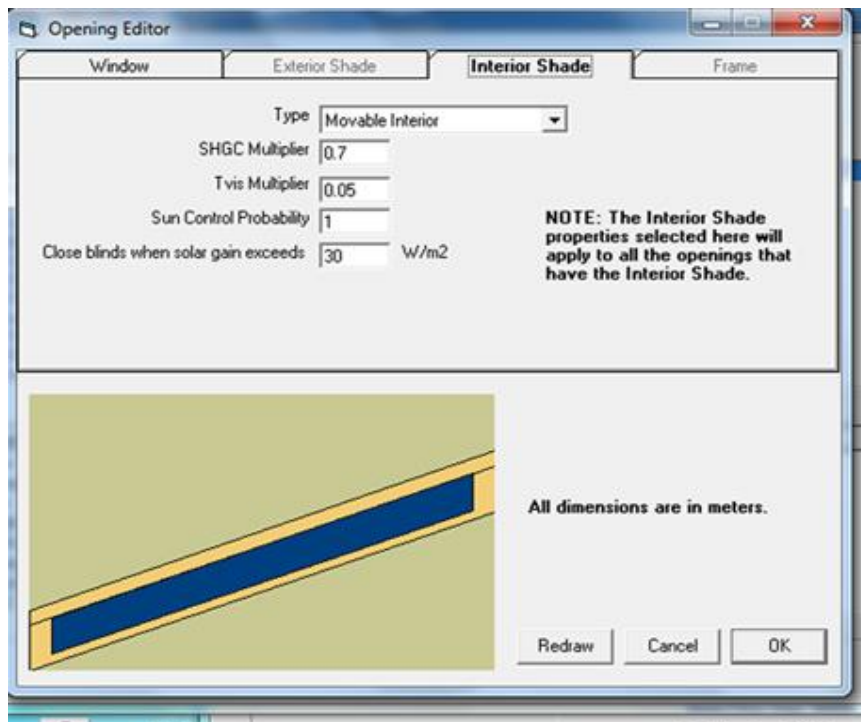 Opening Editor
Window Exterior Shade Interior Shade Frame
Type Movable Interior
SHGC Multiplier 0.7
Tvis Multiplier 0.05
Sun Control Probability 1
Close blinds when solar gain exceeds 30 W/m2
NOTE: The Interior Shade
properties selected here will
apply to all the openings that
have the Interior Shade.
All dimensions are in meters.
Redraw Cancel OK